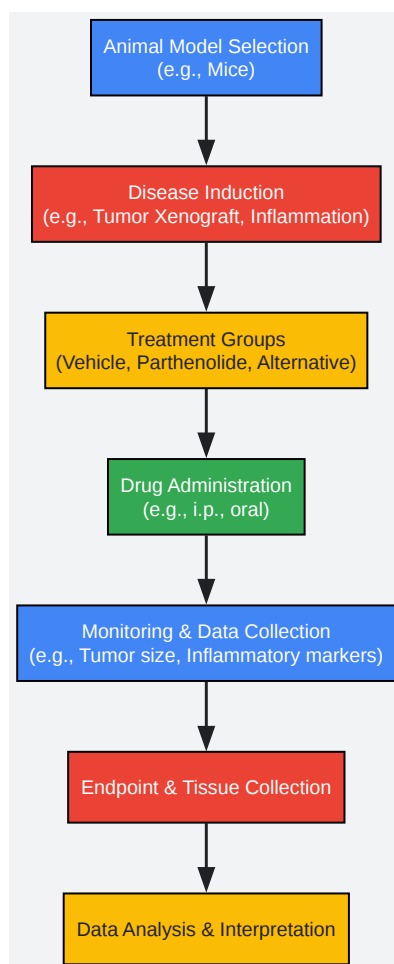 Animal Model Selection
(e.g., Mice)
Disease Induction
(e.g., Tumor Xenograft, Inflammation)
Treatment Groups
(Vehicle, Parthenolide, Alternative)
Drug Administration
(e.g., i.p., oral)
Monitoring & Data Collection
(e.g., Tumor size, Inflammatory markers)
Endpoint & Tissue Collection
Data Analysis & Interpretation